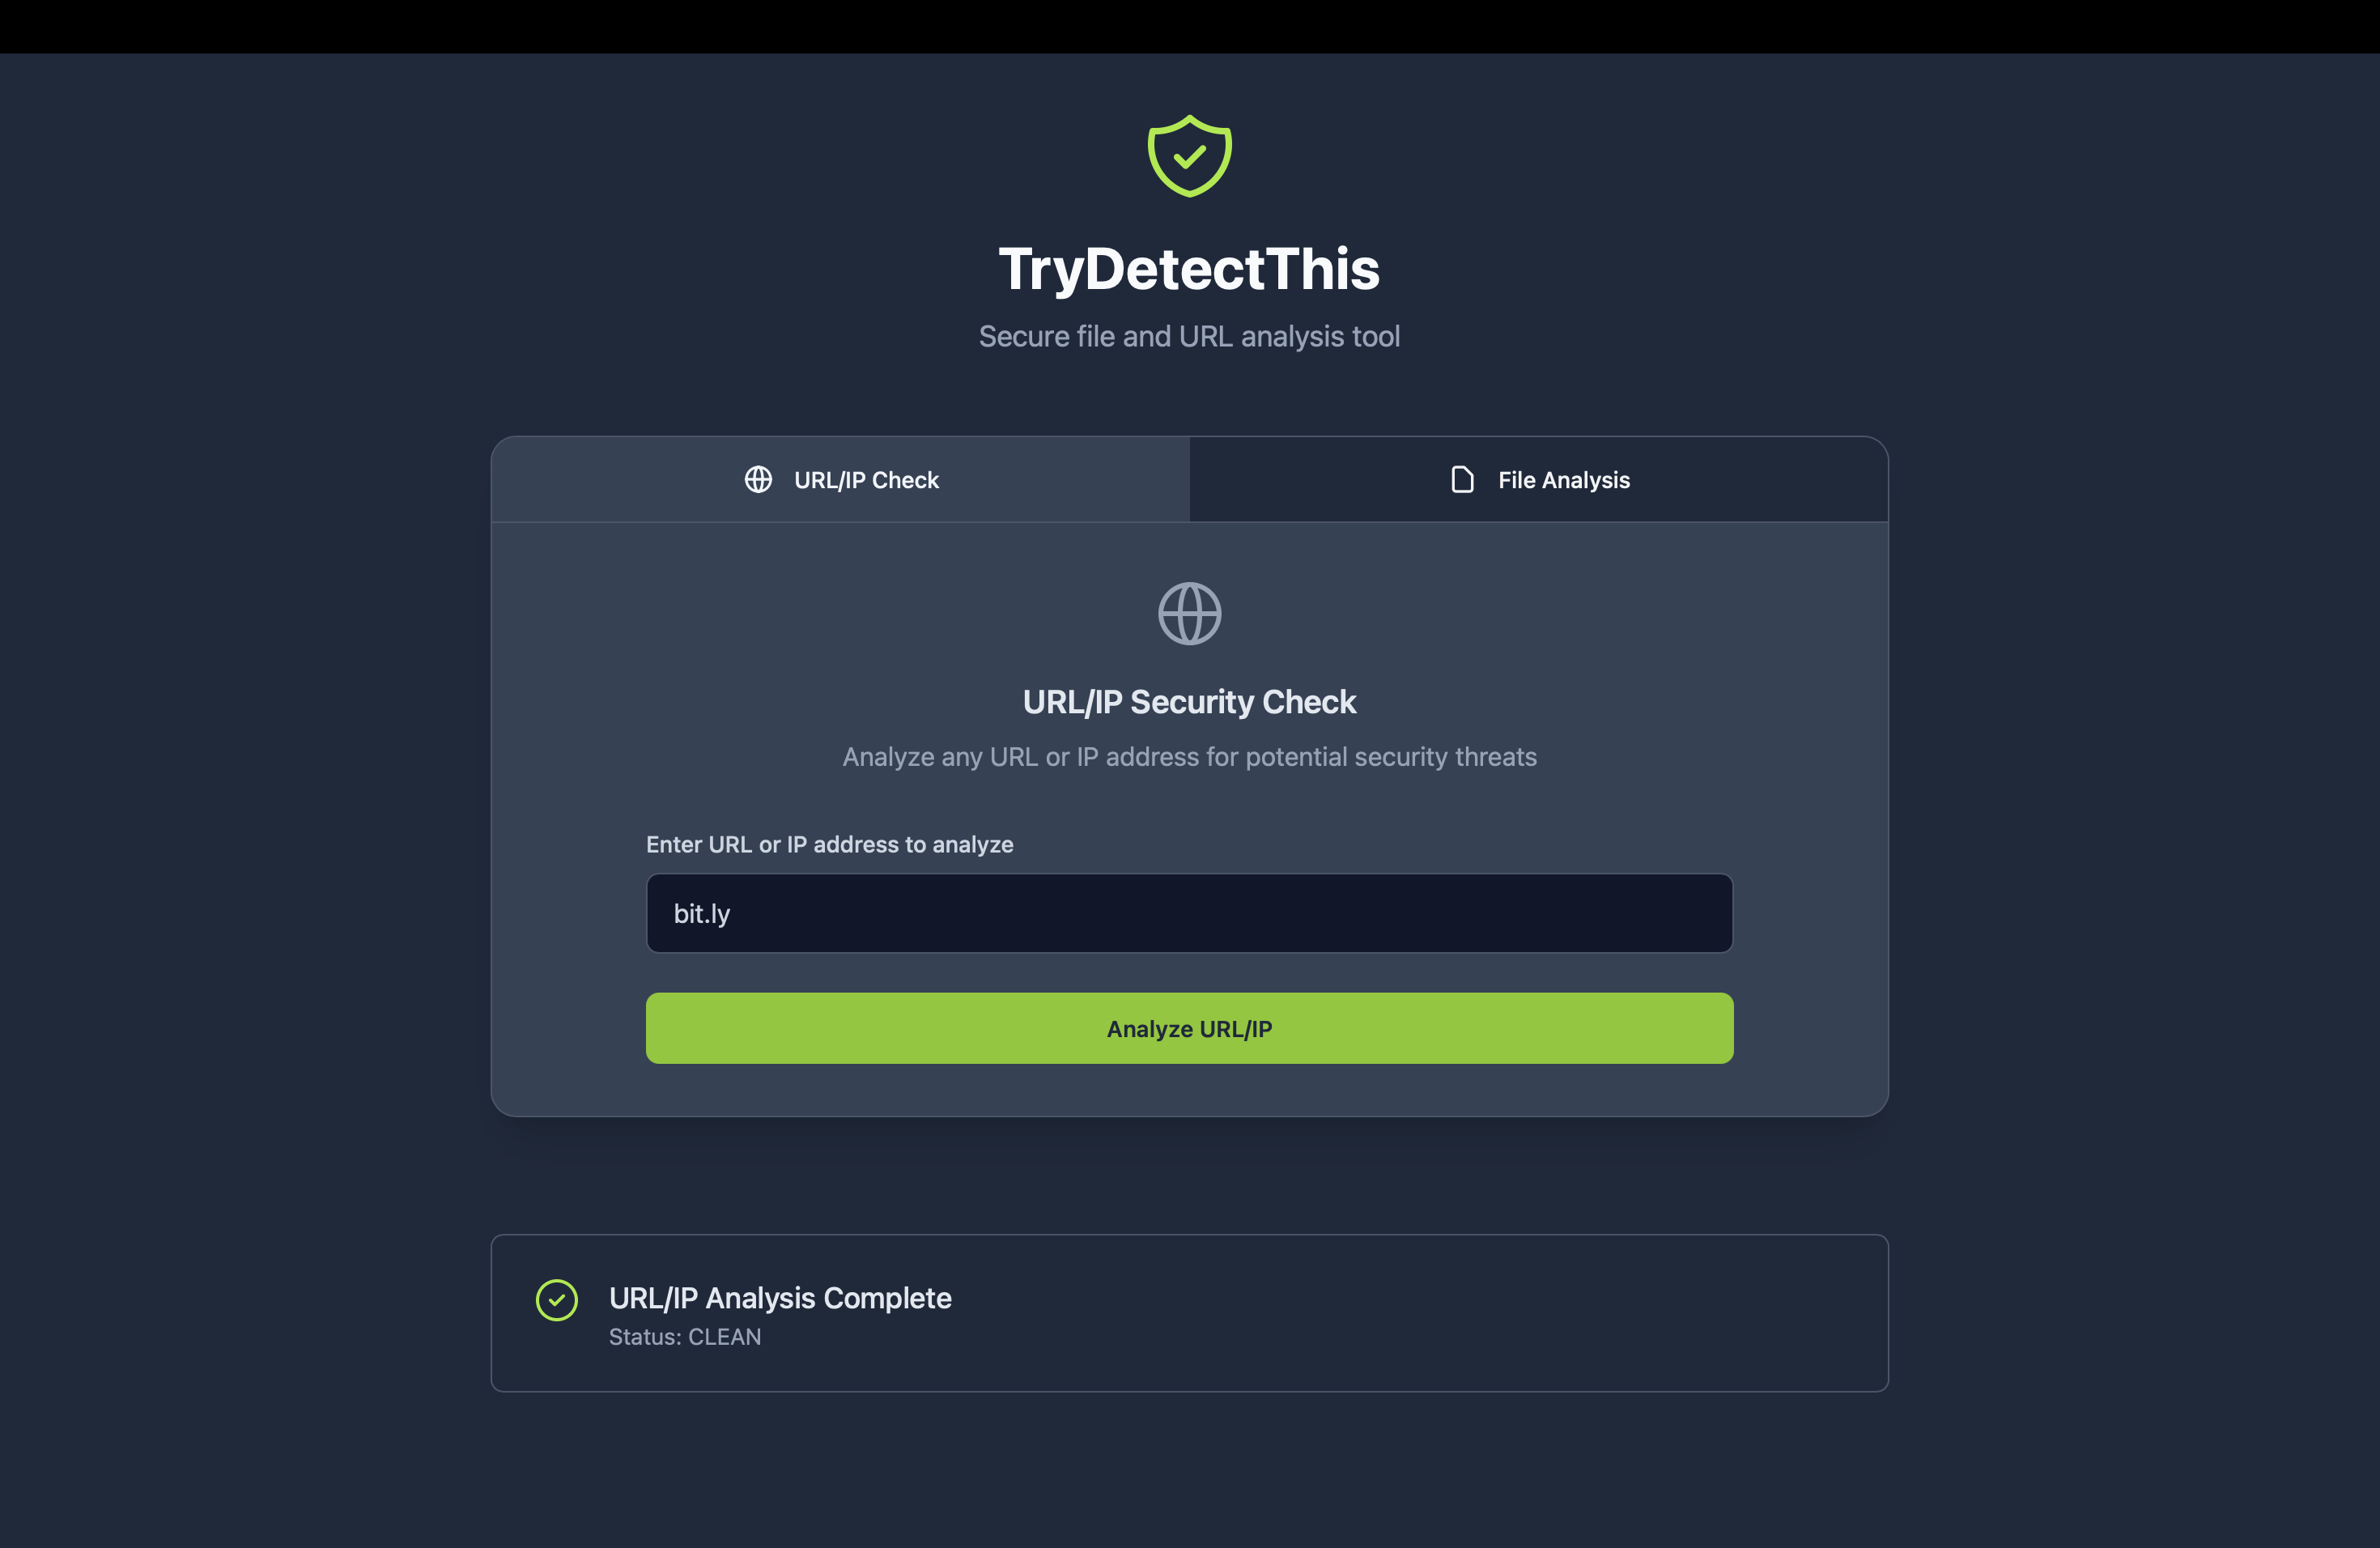 TryDetectThis
Secure file and URL analysis tool
URL/IP Check
File Analysis
URL/IP Security Check
Analyze any URL or IP address for potential security threats
Enter URL or IP address to analyze
bit.ly
Analyze URL/IP
URL/IP Analysis Complete
Status: CLEAN